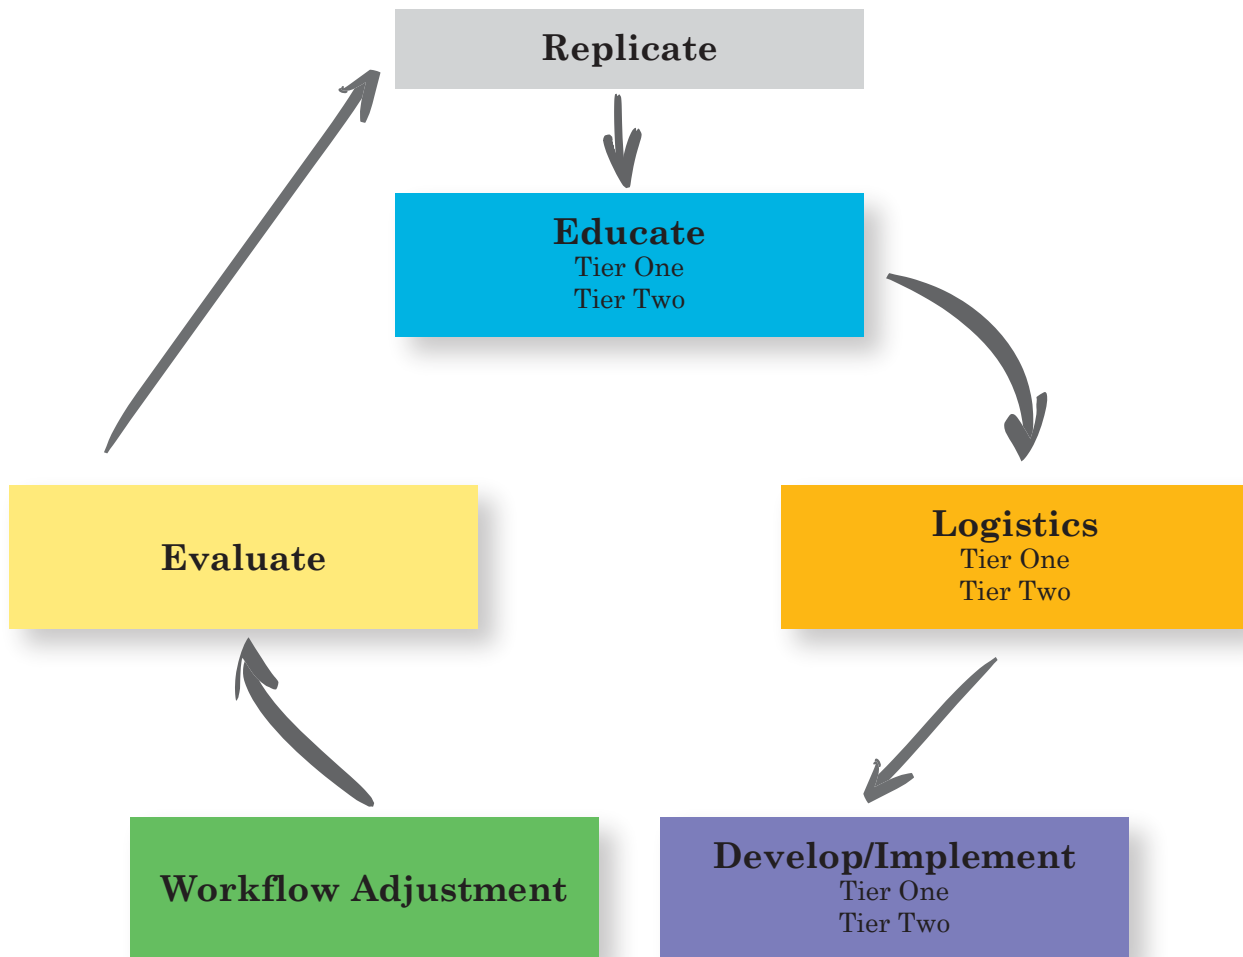 Replicate
Educate
Tier One
Tier Two
Evaluate
Logistics
Tier One
Tier Two
Workflow Adjustment
Develop/Implement
Tier One
Tier Two